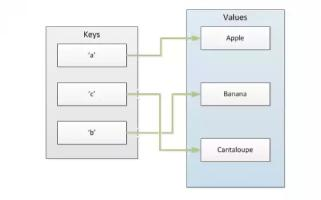 Keys
'a'
'c'
'b'
Values
Apple
Banana
Cantaloupe